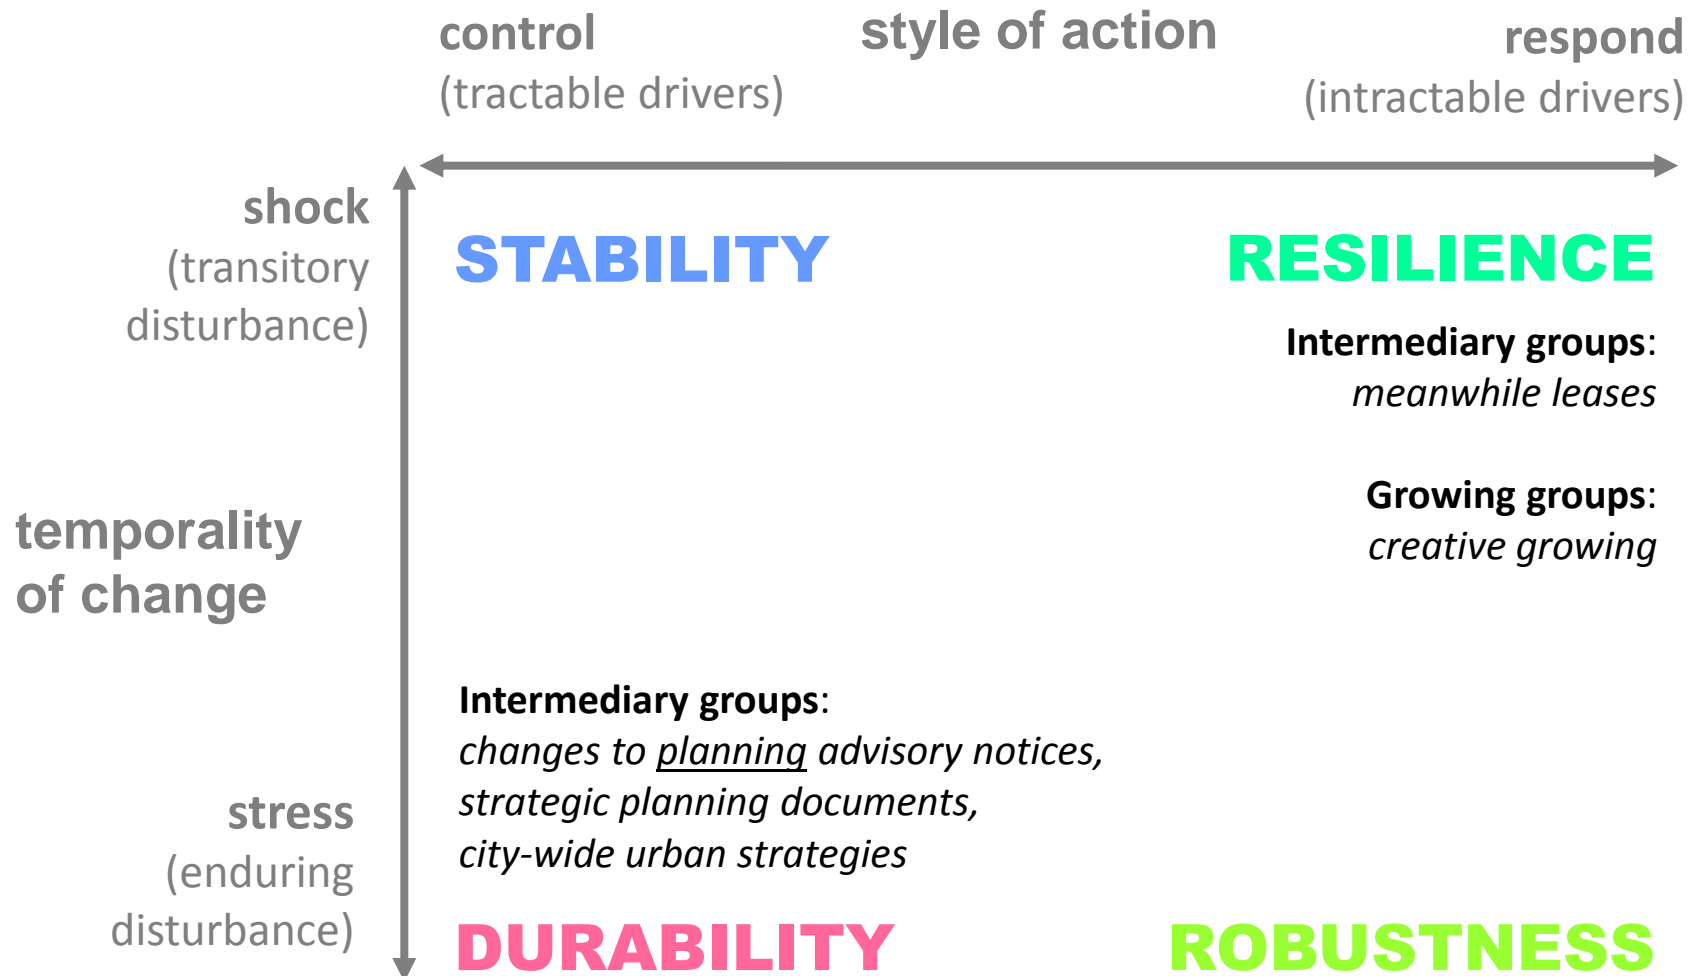 control
style of action
respond
(tractable drivers)
(intractable drivers)
shock
(transitory
disturbance)
STABILITY
RESILIENCE
Intermediary groups:
meanwhile leases
Growing groups:
creative growing
temporality
of change
Intermediary groups:
changes to planning advisory notices,
strategic planning documents,
city-wide urban strategies
stress
(enduring
disturbance)
DURABILITY
ROBUSTNESS